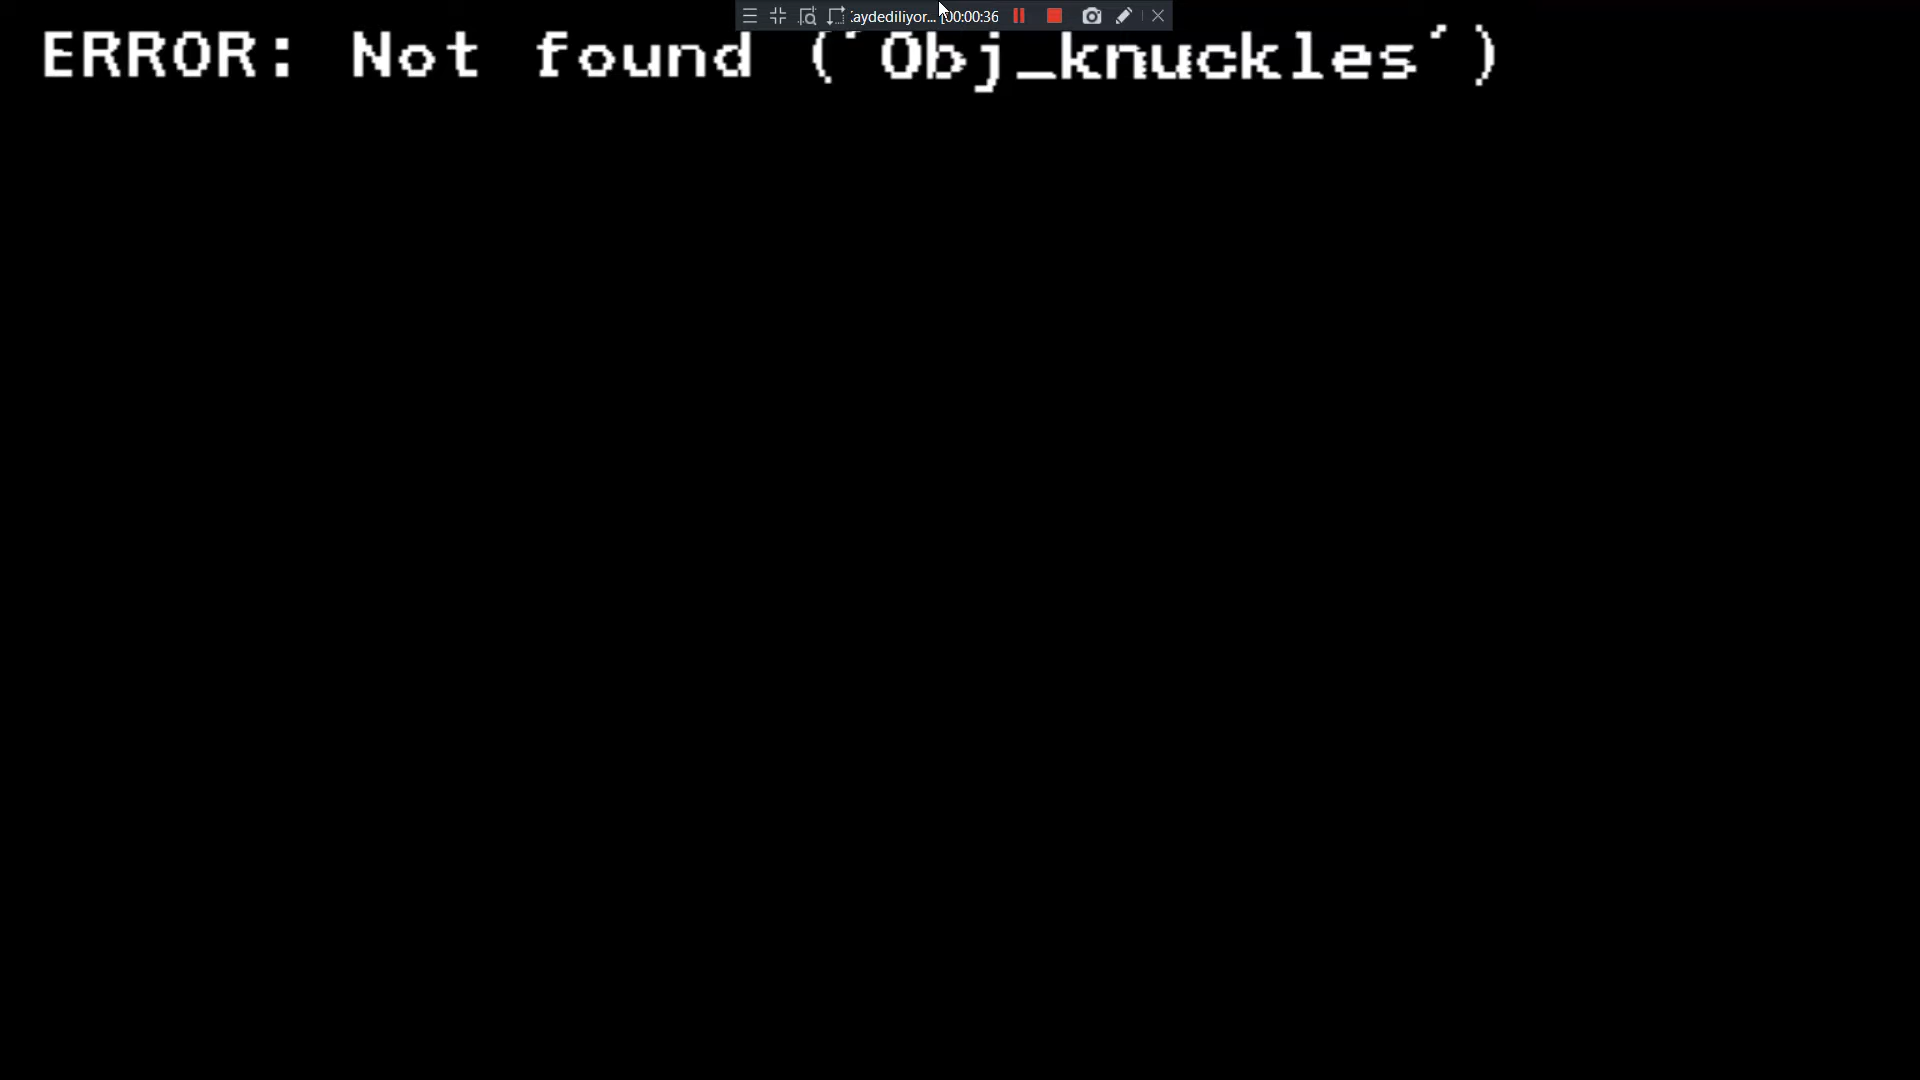 aydediliyor... [00:00:36
ERROR: Not found (´Obj_knuckles´)